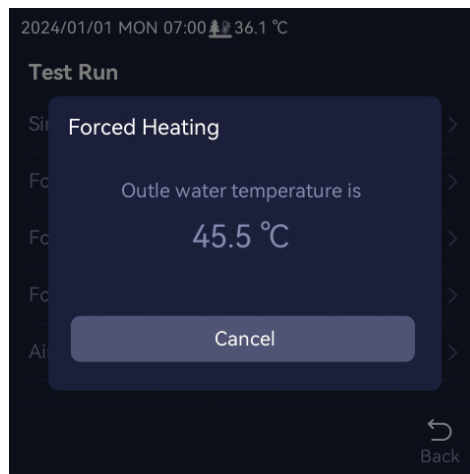 2024/01/01 MON 07:00 36.1 ℃
Test Run
Forced Heating
Outle water temperature is
45.5 ℃
Cancel
Back